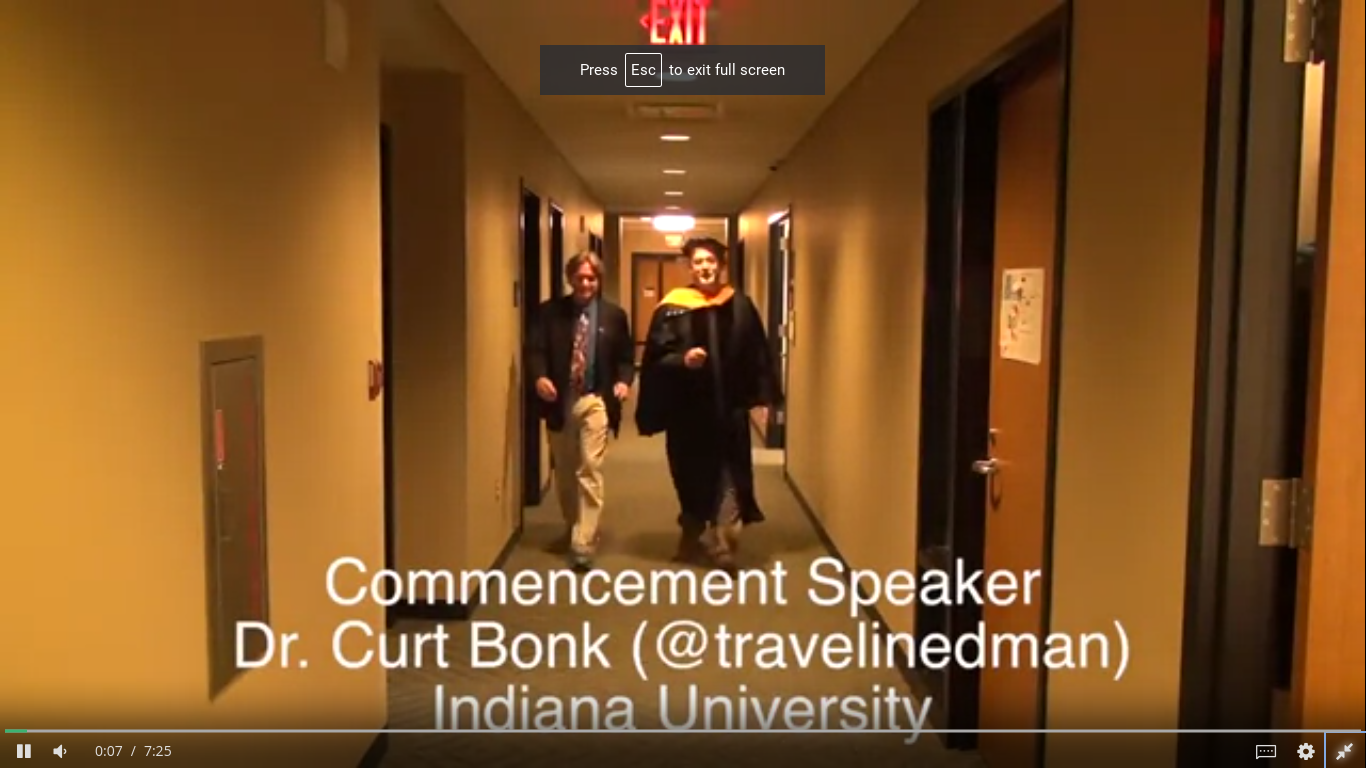 EXIT
Press Esc to exit full screen
Commencement Speaker
Dr. Curt Bonk (@travelinedman)
Indiana University
0:07 / 7:25